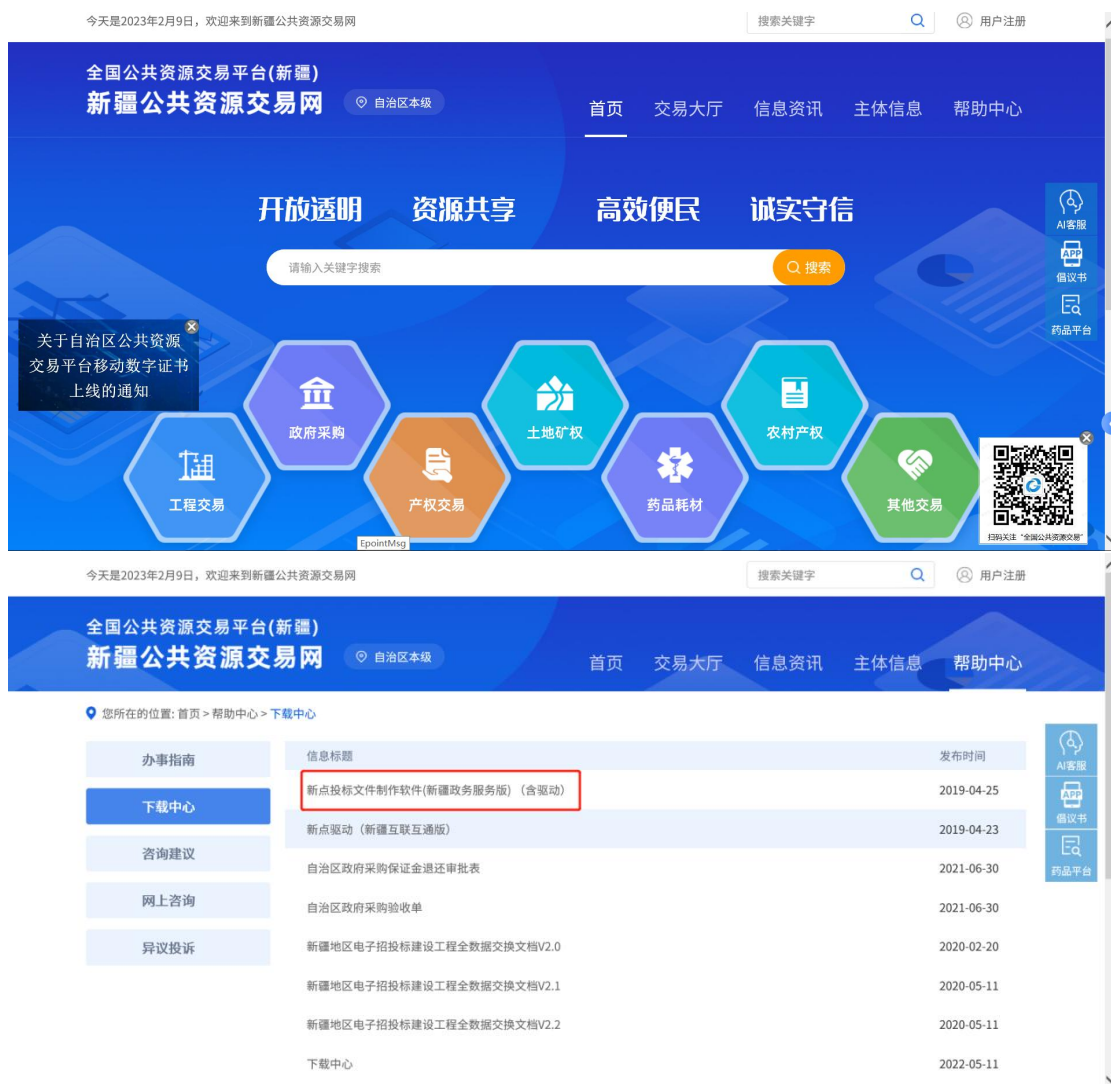 今天是2023年2月9日，欢迎来到新疆公共资源交易网
搜索关键字
用户注册
全国公共资源交易平台(新疆)
新疆公共资源交易网
自治区本级
首页 交易大厅 信息资讯 主体信息 帮助中心
开放透明 资源共享 高效便民 诚实守信
请输入关键字搜索
搜索
AI客服
APP
倡议书
药品平台
关于自治区公共资源
交易平台移动数字证书
上线的通知
政府采购
土地矿权
农村产权
工程交易
产权交易
药品耗材
其他交易
EpointMsg
扫码关注“全国公共资源交易”
今天是2023年2月9日，欢迎来到新疆公共资源交易网
搜索关键字
用户注册
全国公共资源交易平台(新疆)
新疆公共资源交易网
自治区本级
首页 交易大厅 信息资讯 主体信息 帮助中心
您所在的位置: 首页 > 帮助中心 > 下载中心
办事指南
下载中心
咨询建议
网上咨询
异议投诉
信息标题 发布时间
新点投标文件制作软件(新疆政务服务版) （含驱动） 2019-04-25
新点驱动（新疆互联互通版） 2019-04-23
自治区政府采购保证金退还审批表 2021-06-30
自治区政府采购验收单 2021-06-30
新疆地区电子招投标建设工程全数据交换文档V2.0 2020-02-20
新疆地区电子招投标建设工程全数据交换文档V2.1 2020-05-11
新疆地区电子招投标建设工程全数据交换文档V2.2 2020-05-11
下载中心 2022-05-11
AI客服
APP
倡议书
药品平台